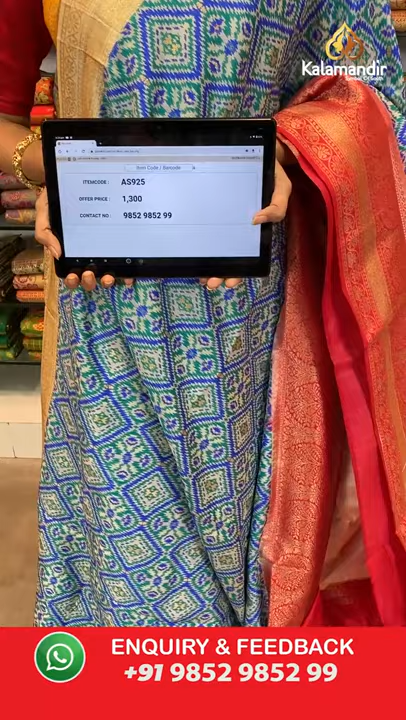 Kalamandir
Item Code / Barcode
ITEMCODE : AS925
OFFER PRICE : 1,300
CONTACT NO : 9852 9852 99
ENQUIRY & FEEDBACK
+91 9852 9852 99